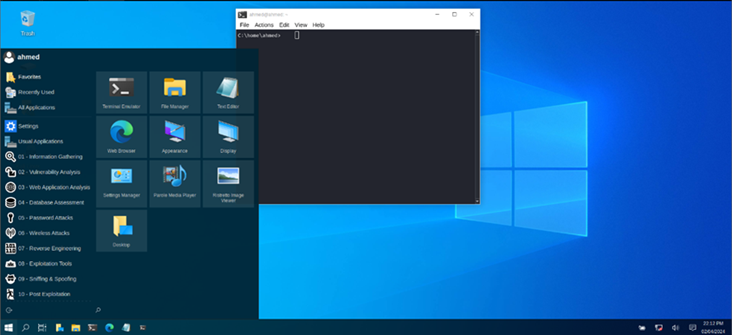 Trash
ahmed@ahmed: ~
File Actions Edit View Help
C:\home\ahmed>
ahmed
Favorites
Recently Used
All Applications
Settings
Usual Applications
01 - Information Gathering
02 - Vulnerability Analysis
03 - Web Application Analysis
04 - Database Assessment
05 - Password Attacks
06 - Wireless Attacks
07 - Reverse Engineering
08 - Exploitation Tools
09 - Sniffing & Spoofing
10 - Post Exploitation
Terminal Emulator
File Manager
Text Editor
Web Browser
Appearance
Display
Settings Manager
Parole Media Player
Ristretto Image
Viewer
Desktop
22:12 PM
02/04/2024